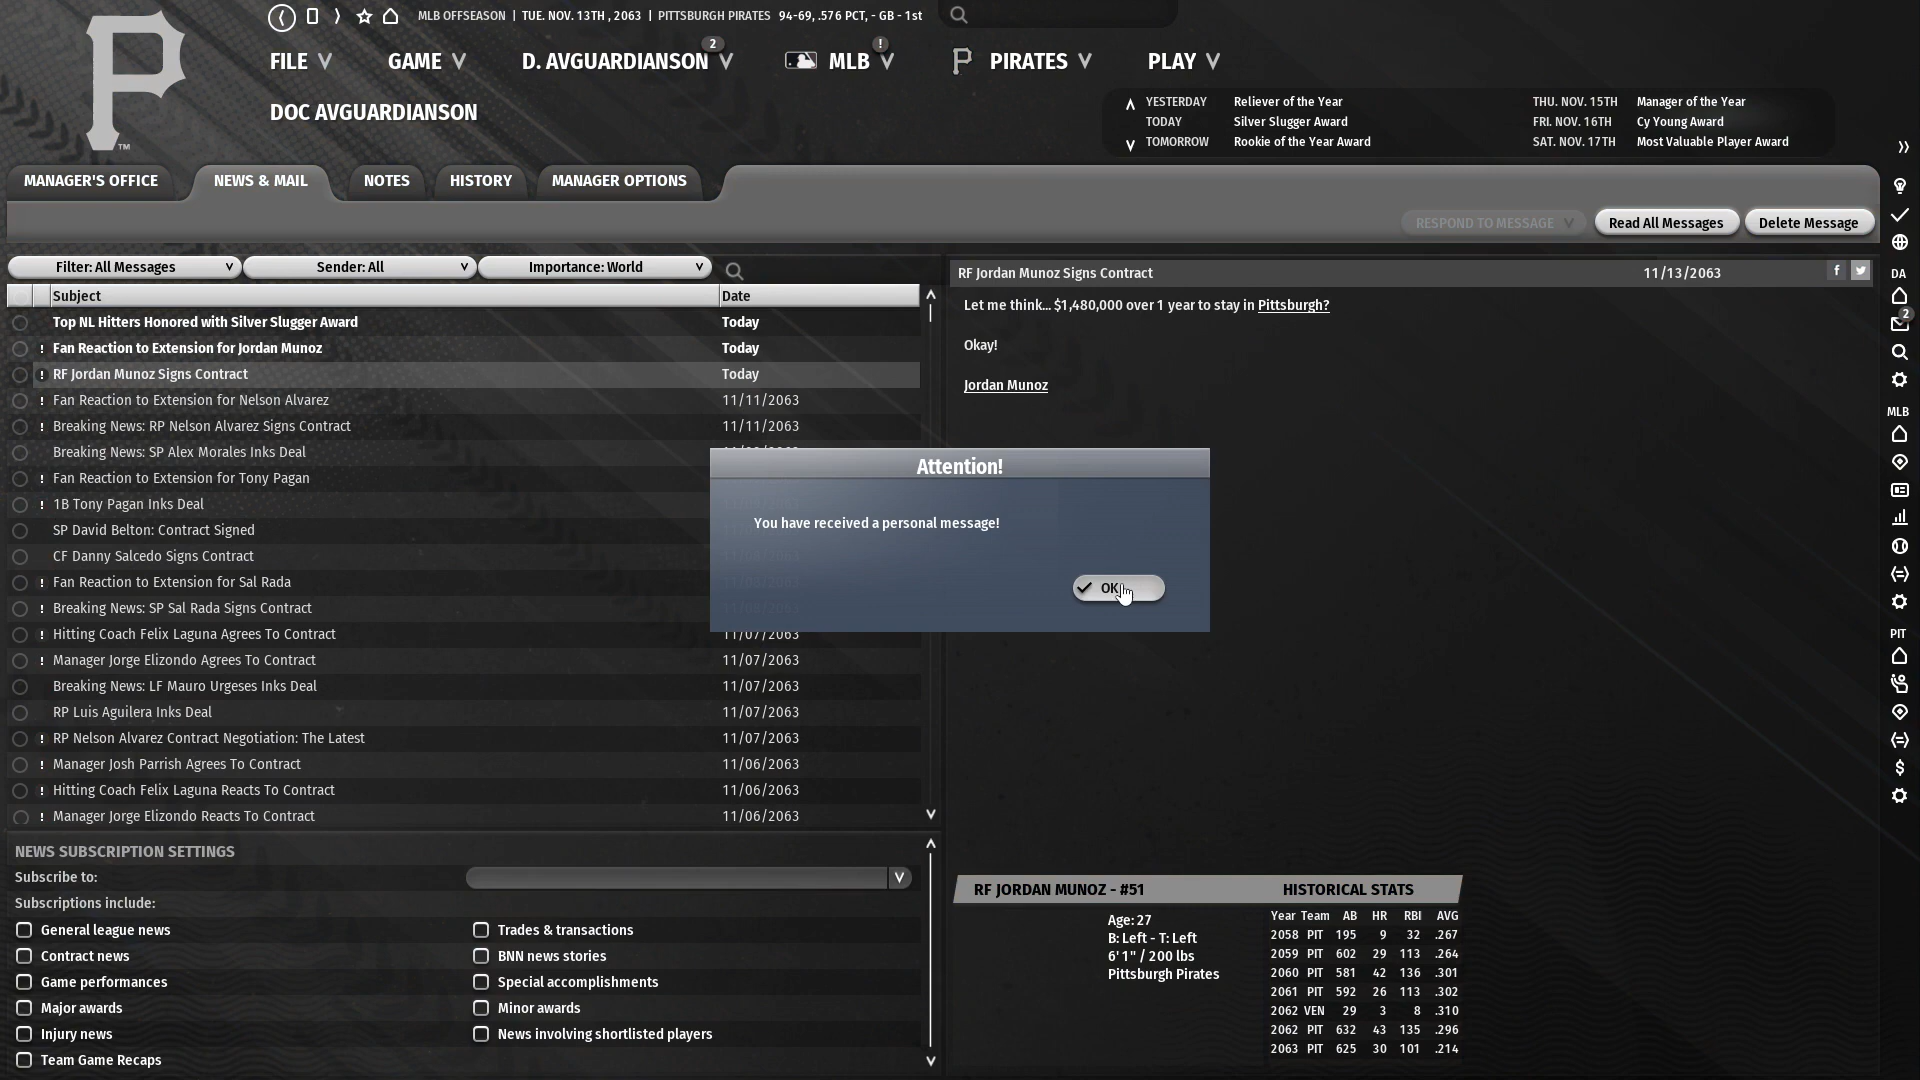 MLB OFFSEASON | TUE. NOV. 13TH , 2063 | PITTSBURGH PIRATES 94-69, .576 PCT, - GB - 1st
FILE GAME D. AVGUARDIANSON 2 MLB ! PIRATES PLAY
DOC AVGUARDIANSON
YESTERDAY Reliever of the Year THU. NOV. 15TH Manager of the Year
TODAY Silver Slugger Award FRI. NOV. 16TH Cy Young Award
TOMORROW Rookie of the Year Award SAT. NOV. 17TH Most Valuable Player Award
P TM
MANAGER'S OFFICE NEWS & MAIL NOTES HISTORY MANAGER OPTIONS
RESPOND TO MESSAGE Read All Messages Delete Message
Filter: All Messages Sender: All Importance: World
Subject Date
Top NL Hitters Honored with Silver Slugger Award Today
! Fan Reaction to Extension for Jordan Munoz Today
! RF Jordan Munoz Signs Contract Today
! Fan Reaction to Extension for Nelson Alvarez 11/11/2063
! Breaking News: RP Nelson Alvarez Signs Contract 11/11/2063
Breaking News: SP Alex Morales Inks Deal
! Fan Reaction to Extension for Tony Pagan
! 1B Tony Pagan Inks Deal
SP David Belton: Contract Signed
CF Danny Salcedo Signs Contract
! Fan Reaction to Extension for Sal Rada
! Breaking News: SP Sal Rada Signs Contract
! Hitting Coach Felix Laguna Agrees To Contract 11/07/2063
! Manager Jorge Elizondo Agrees To Contract 11/07/2063
Breaking News: LF Mauro Urgeses Inks Deal 11/07/2063
RP Luis Aguilera Inks Deal 11/07/2063
! RP Nelson Alvarez Contract Negotiation: The Latest 11/07/2063
! Manager Josh Parrish Agrees To Contract 11/06/2063
! Hitting Coach Felix Laguna Reacts To Contract 11/06/2063
! Manager Jorge Elizondo Reacts To Contract 11/06/2063
RF Jordan Munoz Signs Contract 11/13/2063
Let me think... $1,480,000 over 1 year to stay in Pittsburgh?
Okay!
Jordan Munoz
Attention!
You have received a personal message!
OK
NEWS SUBSCRIPTION SETTINGS
Subscribe to:
Subscriptions include:
General league news Trades & transactions
Contract news BNN news stories
Game performances Special accomplishments
Major awards Minor awards
Injury news News involving shortlisted players
Team Game Recaps
RF JORDAN MUNOZ - #51 HISTORICAL STATS
Age: 27
B: Left - T: Left
6' 1" / 200 lbs
Pittsburgh Pirates
Year Team AB HR RBI AVG
2058 PIT 195 9 32 .267
2059 PIT 602 29 113 .264
2060 PIT 581 42 136 .301
2061 PIT 592 26 113 .302
2062 VEN 29 3 8 .310
2062 PIT 632 43 135 .296
2063 PIT 625 30 101 .214
DA
2
MLB
PIT
$